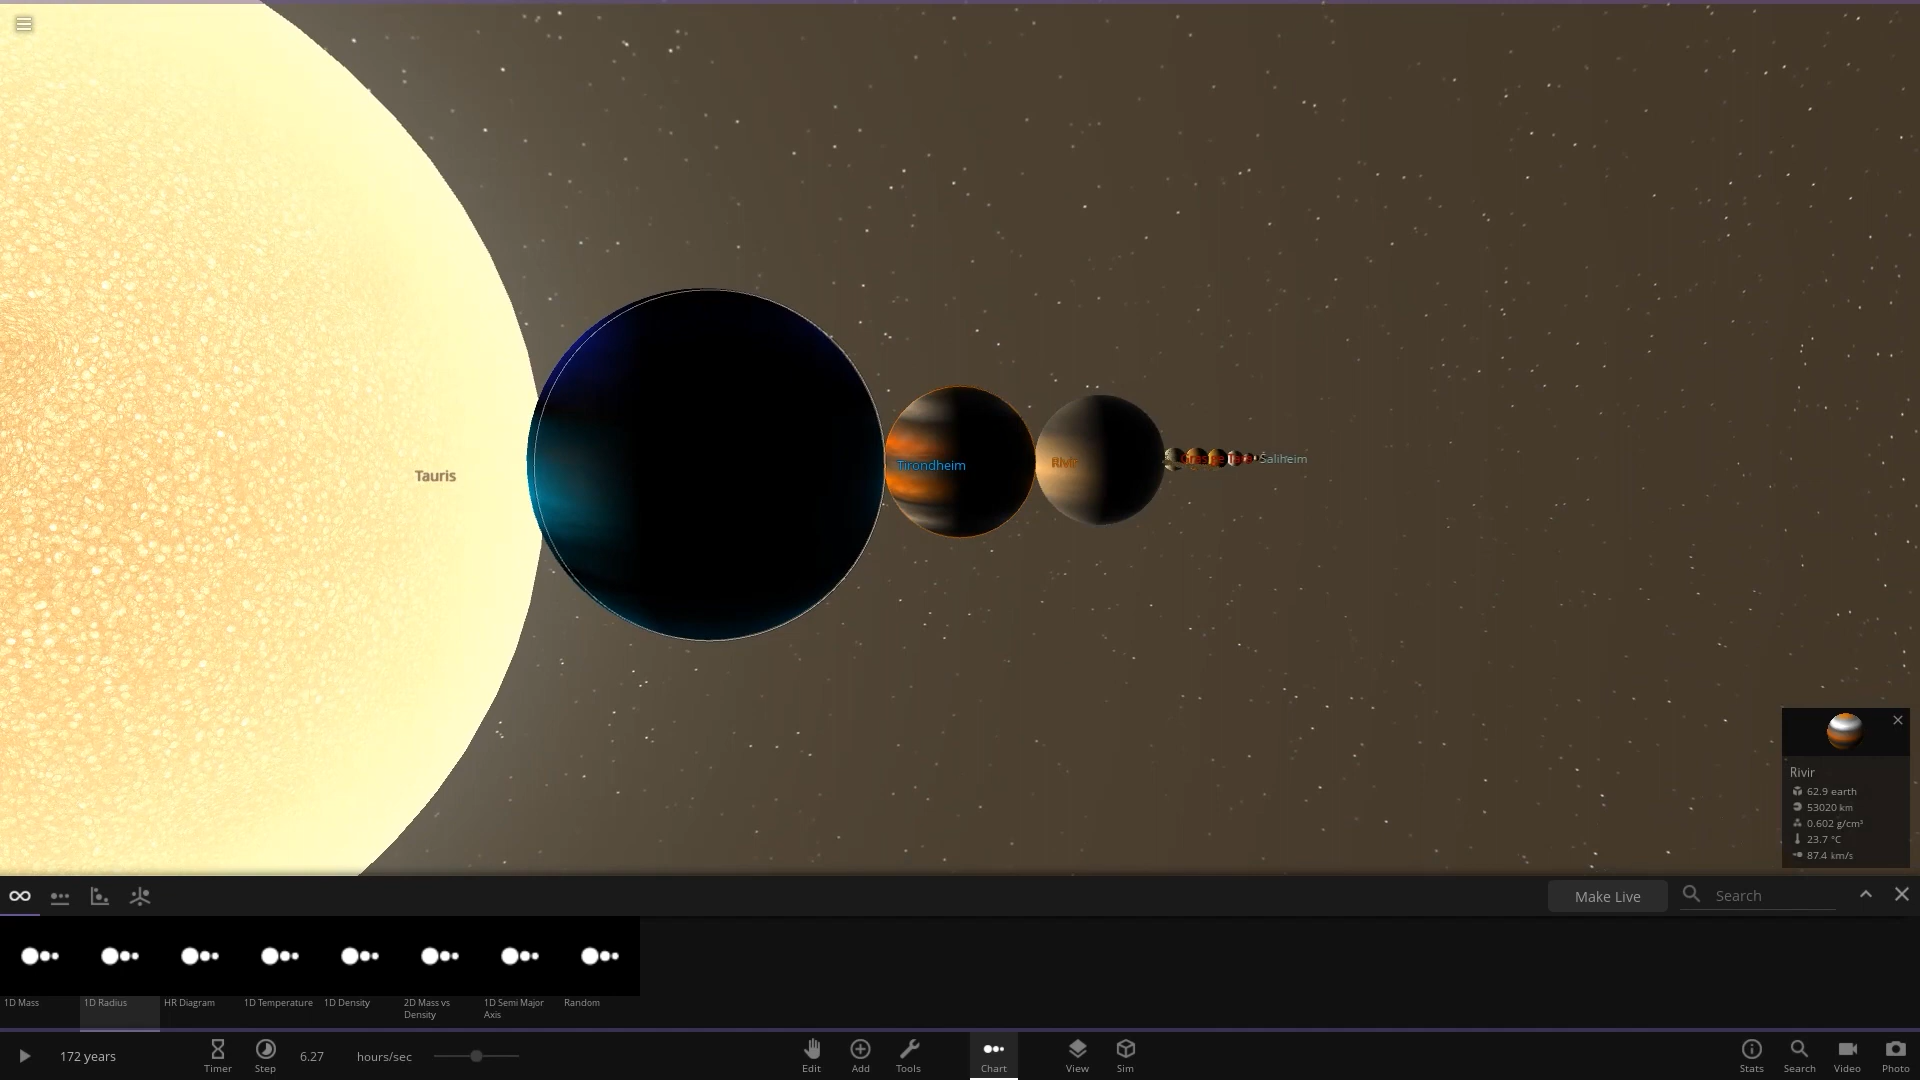 Tauris
Tirondheim
Rivir
Saliheim
Rivir
62.9 earth
53020 km
0.602 g/cm³
23.7 °C
87.4 km/s
Make Live
Search
1D Mass
1D Radius
HR Diagram
1D Temperature
1D Density
2D Mass vs
Density
1D Semi Major
Axis
Random
172 years
Timer
Step
6.27
hours/sec
Edit
Add
Tools
Chart
View
Sim
Stats
Search
Video
Photo